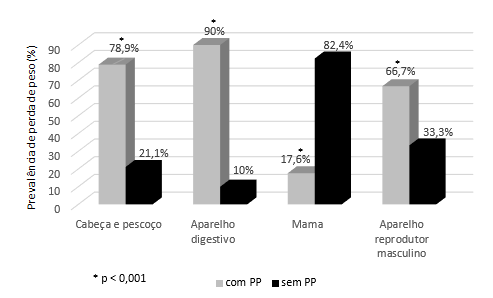 Prevalência de perda de peso (%)
90
80
70
60
50
40
30
20
10
0
*
78,9%
21,1%
*
90%
10%
*
17,6%
82,4%
*
66,7%
33,3%
Cabeça e pescoço
Aparelho
digestivo
Mama
Aparelho
reprodutor
masculino
* p < 0,001
com PP
sem PP